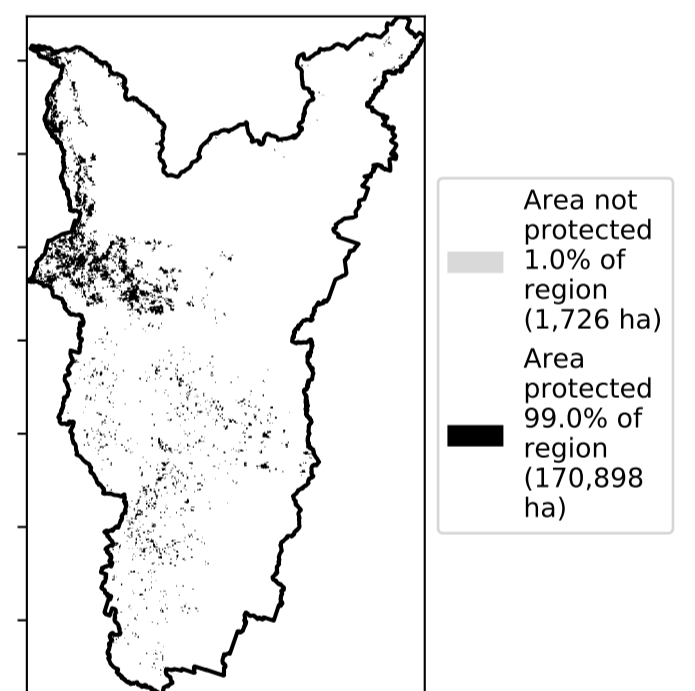 Area not
protected
1.0% of
region
(1,726 ha)
Area
protected
99.0% of
region
(170,898
ha)